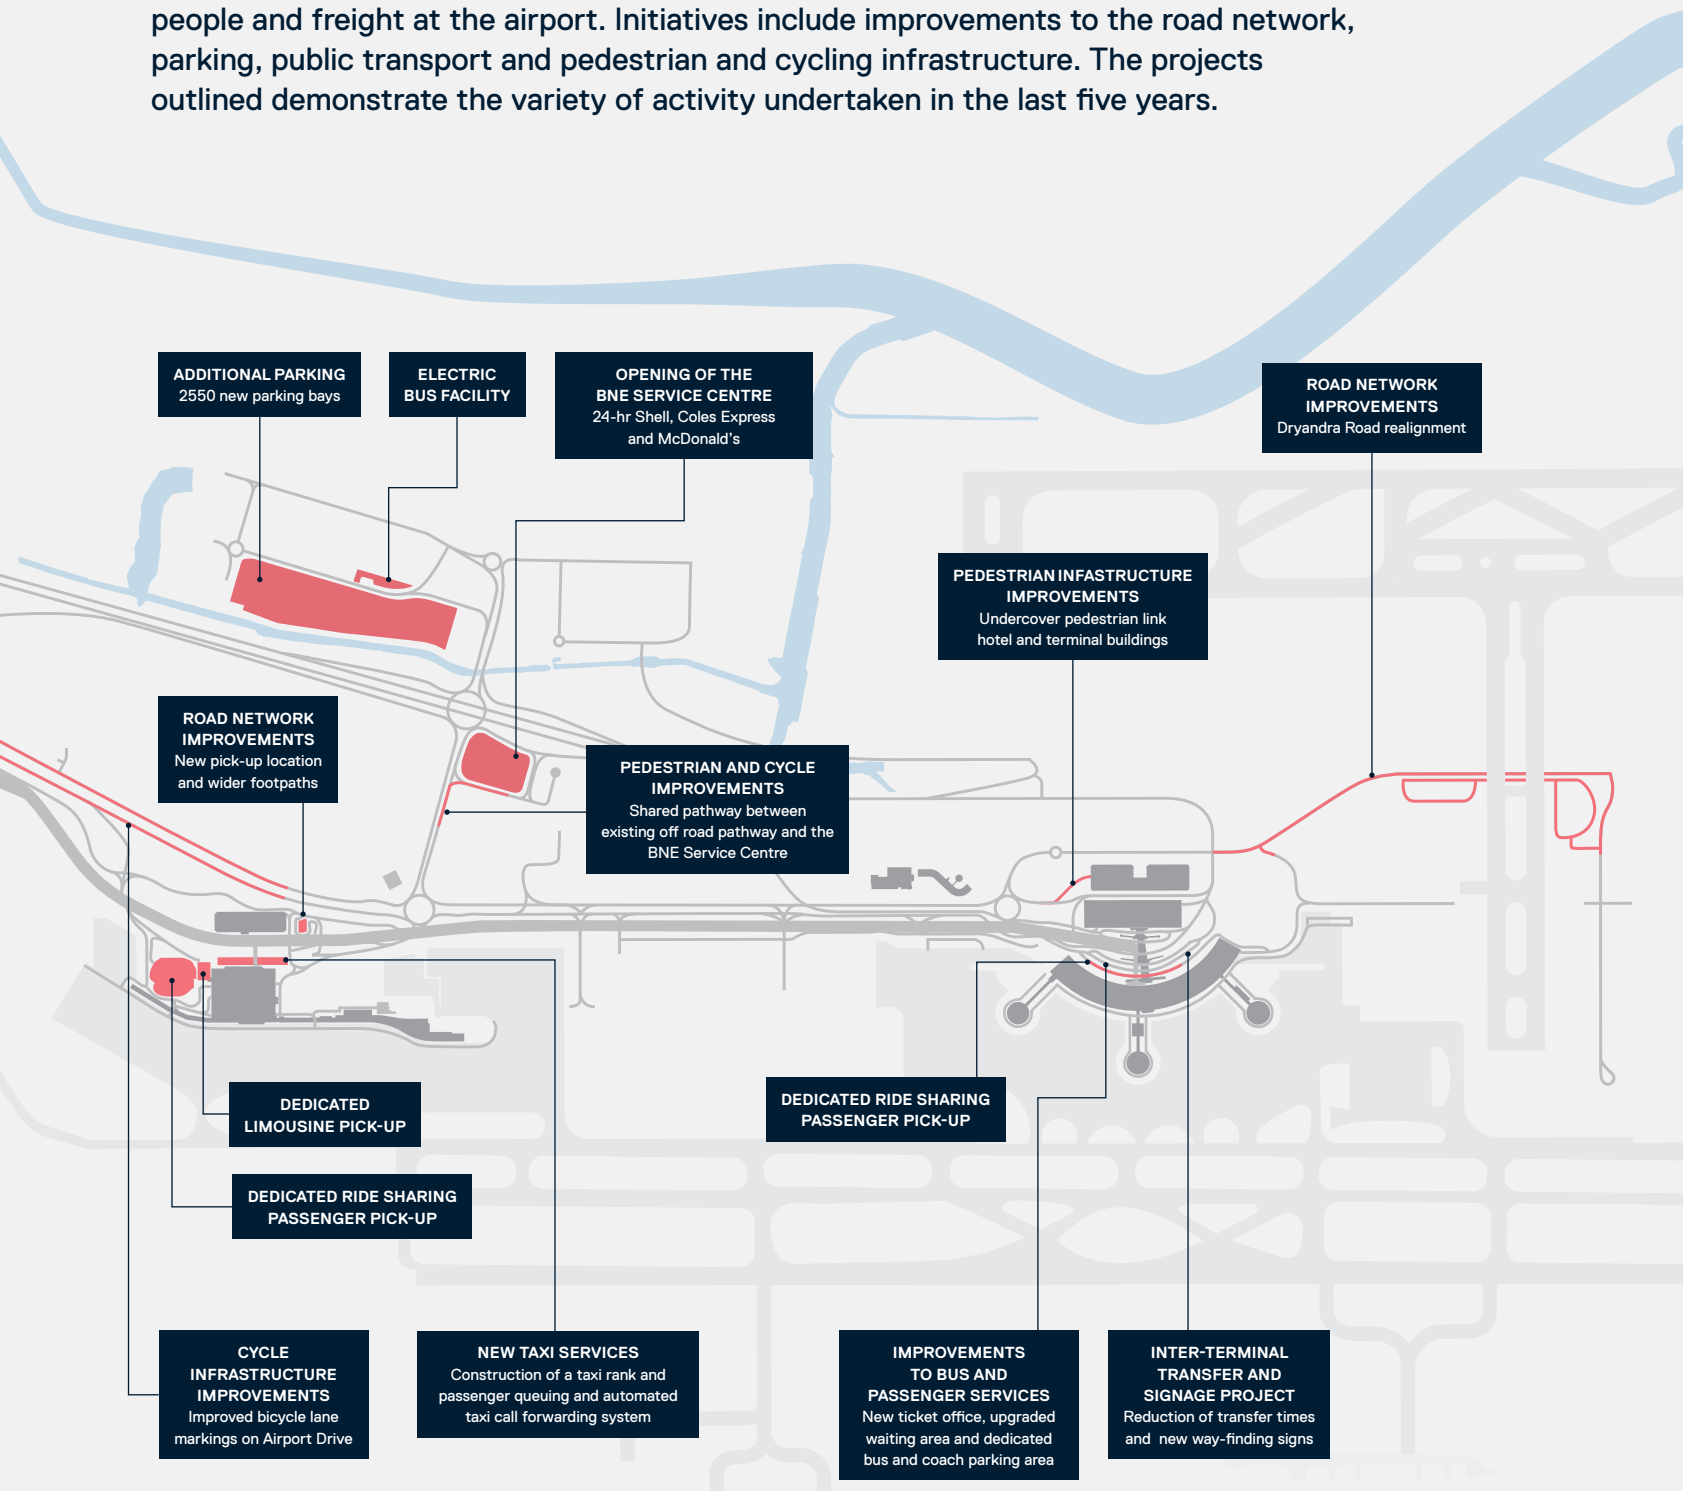 people and freight at the airport. Initiatives include improvements to the road network,
parking, public transport and pedestrian and cycling infrastructure. The projects
outlined demonstrate the variety of activity undertaken in the last five years.
ADDITIONAL PARKING
2550 new parking bays
ELECTRIC
BUS FACILITY
OPENING OF THE
BNE SERVICE CENTRE
24-hr Shell, Coles Express
and McDonald's
ROAD NETWORK
IMPROVEMENTS
Dryandra Road realignment
PEDESTRIAN INFASTRUCTURE
IMPROVEMENTS
Undercover pedestrian link
hotel and terminal buildings
ROAD NETWORK
IMPROVEMENTS
New pick-up location
and wider footpaths
PEDESTRIAN AND CYCLE
IMPROVEMENTS
Shared pathway between
existing off road pathway and the
BNE Service Centre
DEDICATED
LIMOUSINE PICK-UP
DEDICATED RIDE SHARING
PASSENGER PICK-UP
DEDICATED RIDE SHARING
PASSENGER PICK-UP
CYCLE
INFRASTRUCTURE
IMPROVEMENTS
Improved bicycle lane
markings on Airport Drive
NEW TAXI SERVICES
Construction of a taxi rank and
passenger queuing and automated
taxi call forwarding system
IMPROVEMENTS
TO BUS AND
PASSENGER SERVICES
New ticket office, upgraded
waiting area and dedicated
bus and coach parking area
INTER-TERMINAL
TRANSFER AND
SIGNAGE PROJECT
Reduction of transfer times
and new way-finding signs